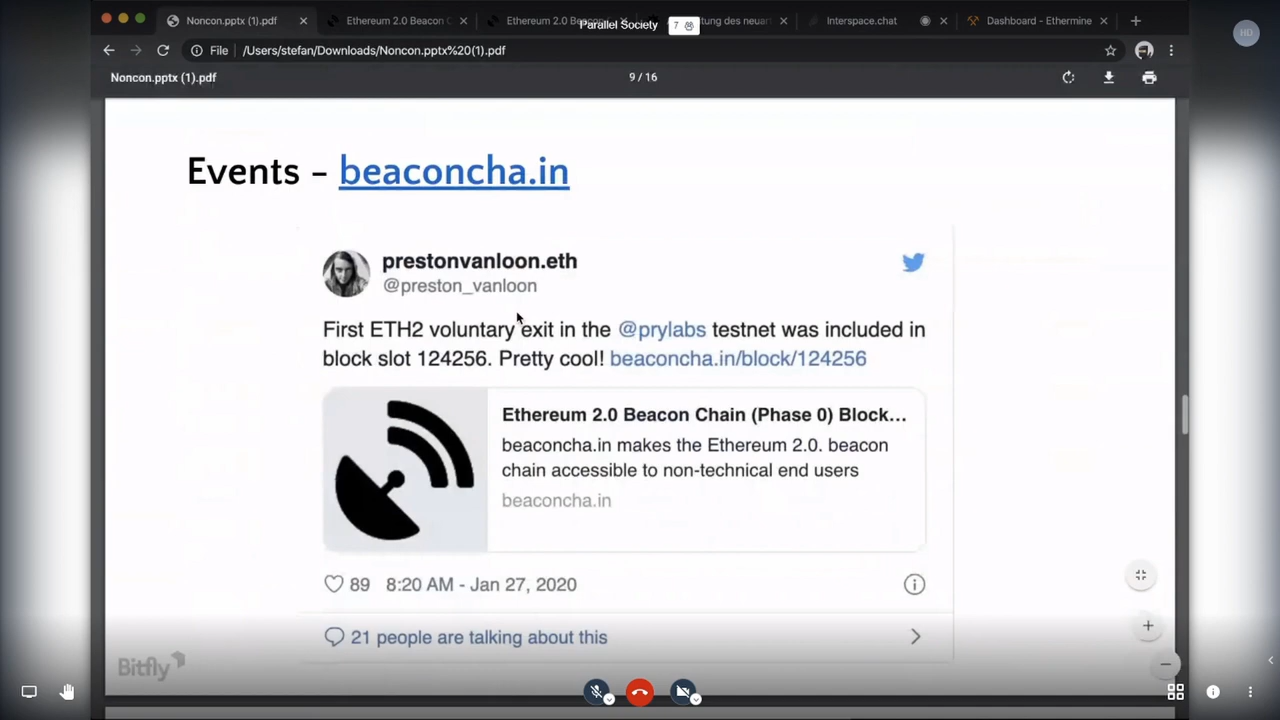 Noncon.pptx (1).pdf
Ethereum 2.0 Beacon C
Ethereum 2.0 Beacon
Parallel Society
7
Interspace.chat
Dashboard - Ethermine
File
/Users/stefan/Downloads/Noncon.pptx%20(1).pdf
HD
Noncon.pptx (1).pdf
9 / 16
Events – beaconcha.in
prestonvanloon.eth
@preston_vanloon
First ETH2 voluntary exit in the @prylabs testnet was included in
block slot 124256. Pretty cool! beaconcha.in/block/124256
Ethereum 2.0 Beacon Chain (Phase 0) Block...
beaconcha.in makes the Ethereum 2.0. beacon
chain accessible to non-technical end users
beaconcha.in
89 8:20 AM - Jan 27, 2020
21 people are talking about this
Bitfly